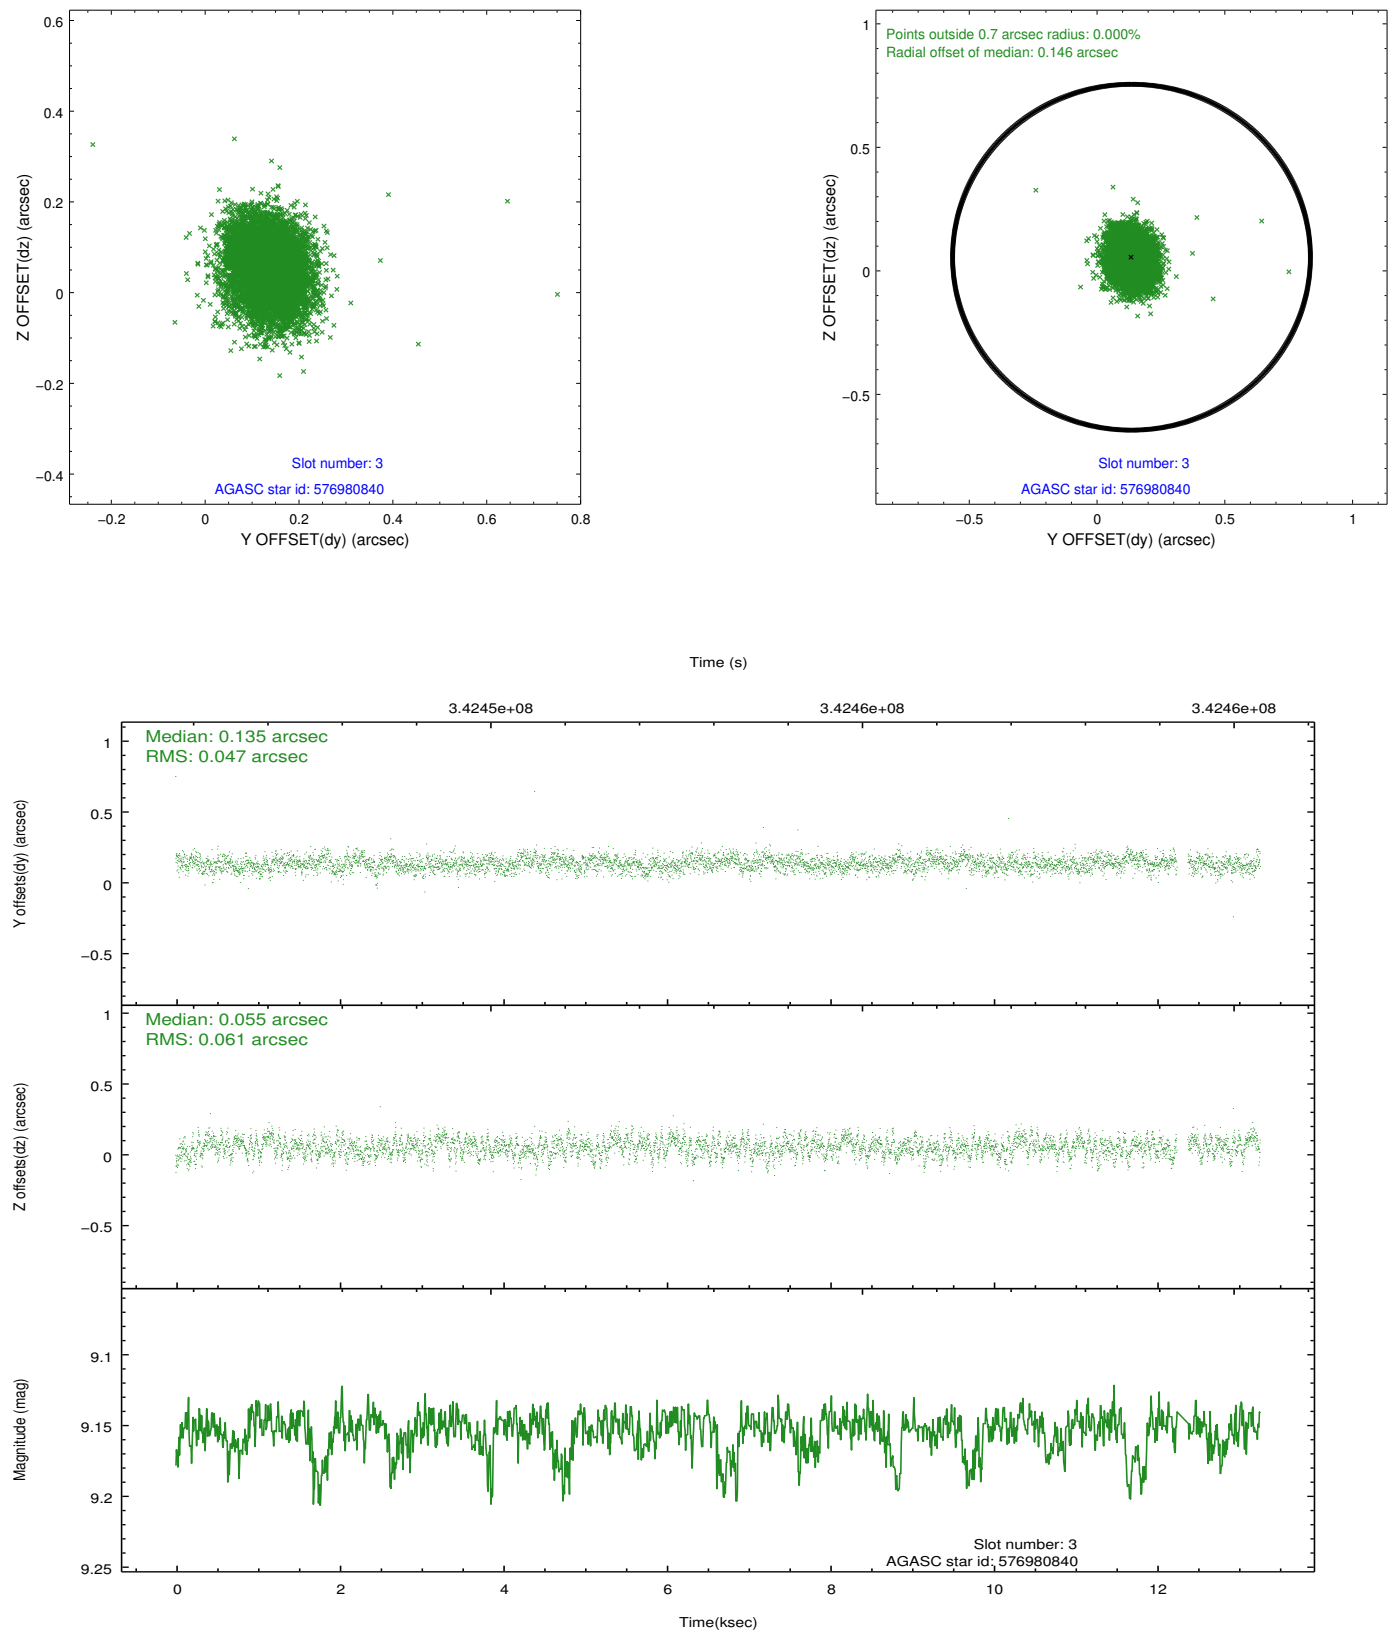 0.6
0.4
0.2
0
−0.2
−0.4
Z OFFSET(dz) (arcsec)
Slot number: 3
AGASC star id: 576980840
−0.2 0 0.2 0.4 0.6 0.8
Y OFFSET(dy) (arcsec)
Points outside 0.7 arcsec radius: 0.000%
Radial offset of median: 0.146 arcsec
1
0.5
0
−0.5
Z OFFSET(dz) (arcsec)
Slot number: 3
AGASC star id: 576980840
−0.5 0 0.5 1
Y OFFSET(dy) (arcsec)
Time (s)
3.4245e+08 3.4246e+08 3.4246e+08
Median: 0.135 arcsec
RMS: 0.047 arcsec
1
0.5
0
−0.5
Y offsets(dy) (arcsec)
Median: 0.055 arcsec
RMS: 0.061 arcsec
1
0.5
0
−0.5
Z offsets(dz) (arcsec)
9.1
9.15
9.2
9.25
Magnitude (mag)
Slot number: 3
AGASC star id: 576980840
0 2 4 6 8 10 12
Time(ksec)